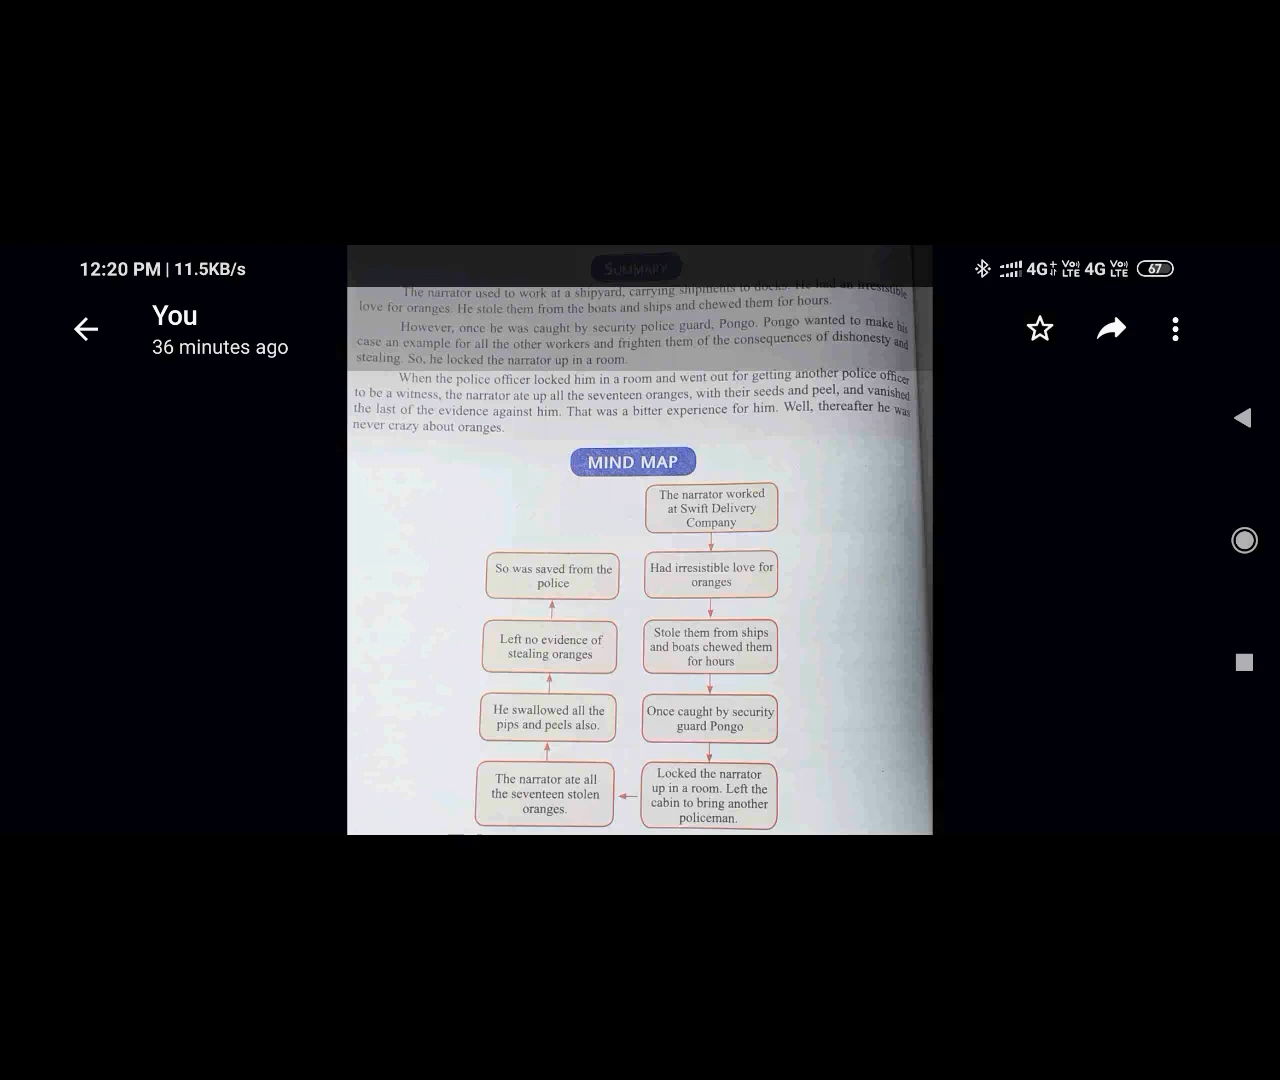 12:20 PM | 11.5KB/s
4G+ VoLTE 4G VoLTE 67
You
36 minutes ago
SUMMARY
The narrator used to work at a shipyard, carrying shipments to docks. He had an irresistible
love for oranges. He stole them from the boats and ships and chewed them for hours.
However, once he was caught by security police guard, Pongo. Pongo wanted to make his
case an example for all the other workers and frighten them of the consequences of dishonesty and
stealing. So, he locked the narrator up in a room.
When the police officer locked him in a room and went out for getting another police officer
to be a witness, the narrator ate up all the seventeen oranges, with their seeds and peel, and vanished
the last of the evidence against him. That was a bitter experience for him. Well, thereafter he was
never crazy about oranges.
MIND MAP
The narrator worked
at Swift Delivery
Company
Had irresistible love for
oranges
Stole them from ships
and boats chewed them
for hours
Once caught by security
guard Pongo
Locked the narrator
up in a room. Left the
cabin to bring another
policeman.
The narrator ate all
the seventeen stolen
oranges.
He swallowed all the
pips and peels also.
Left no evidence of
stealing oranges
So was saved from the
police